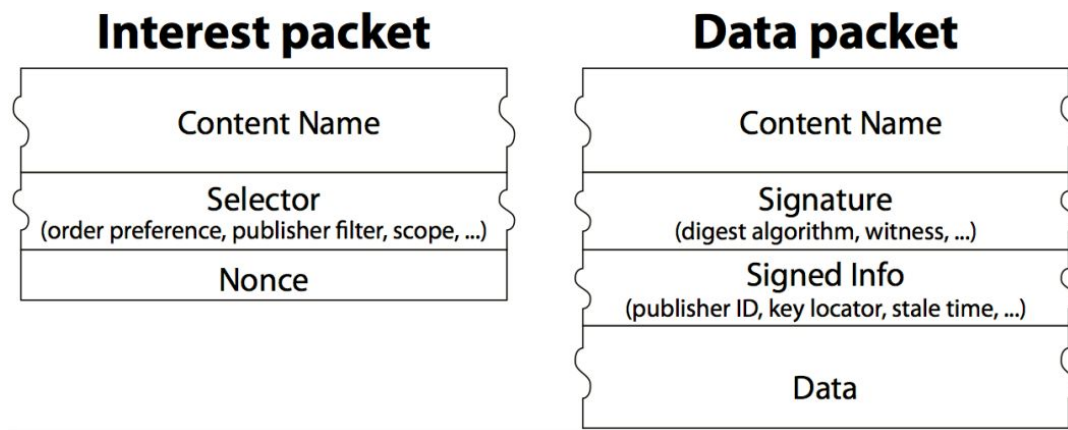 Interest packet
Content Name
Selector
(order preference, publisher filter, scope, ...)
Nonce
Data packet
Content Name
Signature
(digest algorithm, witness, ...)
Signed Info
(publisher ID, key locator, stale time, ...)
Data